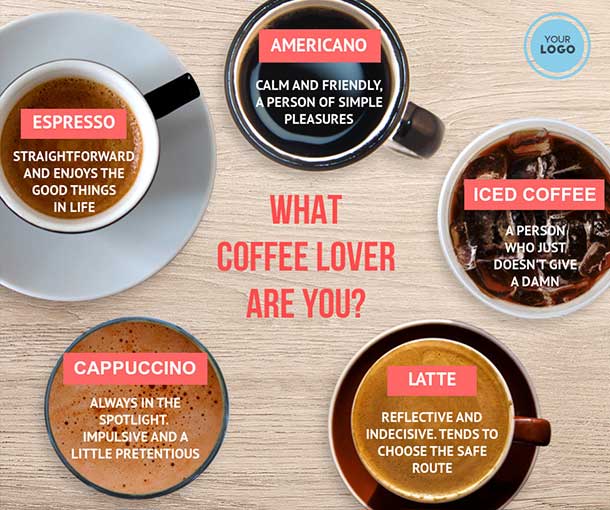 AMERICANO
CALM AND FRIENDLY,
A PERSON OF SIMPLE
PLEASURES
YOUR
LOGO
ESPRESSO
STRAIGHTFORWARD
AND ENJOYS THE
GOOD THINGS
IN LIFE
ICED COFFEE
A PERSON
WHO JUST
DOESN'T GIVE
A DAMN
WHAT
COFFEE LOVER
ARE YOU?
CAPPUCCINO
ALWAYS IN THE
SPOTLIGHT.
IMPULSIVE AND A
LITTLE PRETENTIOUS
LATTE
REFLECTIVE AND
INDECISIVE. TENDS TO
CHOOSE THE SAFE
ROUTE